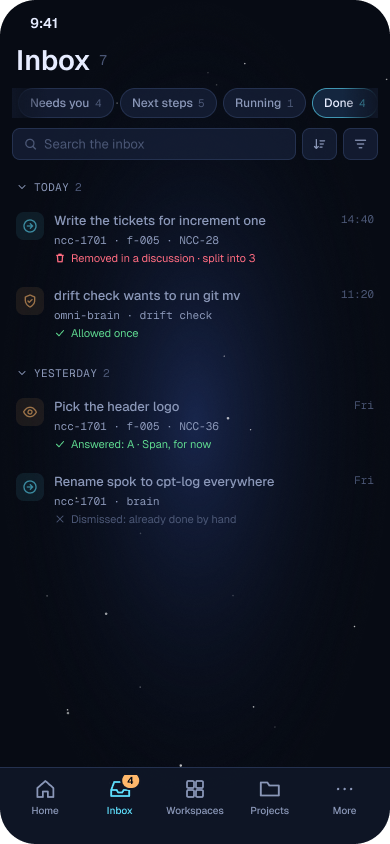 9:41
Inbox 7
Needs you 4 Next steps 5 Running 1 Done 4
Search the inbox
TODAY 2
Write the tickets for increment one 14:40
ncc-1701 · f-005 · NCC-28
Removed in a discussion · split into 3
drift check wants to run git mv 11:20
omni-brain · drift check
Allowed once
YESTERDAY 2
Pick the header logo Fri
ncc-1701 · f-005 · NCC-36
Answered: A · Span, for now
Rename spok to cpt-log everywhere Fri
ncc-1701 · brain
Dismissed: already done by hand
4
Home Inbox Workspaces Projects More